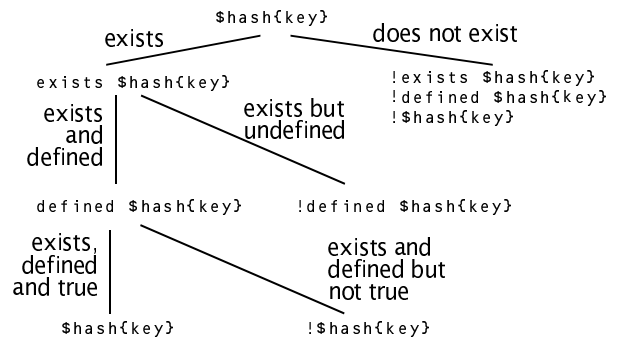 $hash{key}
exists
does not exist
exists $hash{key}
!exists $hash{key}
!defined $hash{key}
!$hash{key}
exists
and
defined
exists but
undefined
defined $hash{key}
!defined $hash{key}
exists,
defined
and true
exists and
defined but
not true
$hash{key}
!$hash{key}